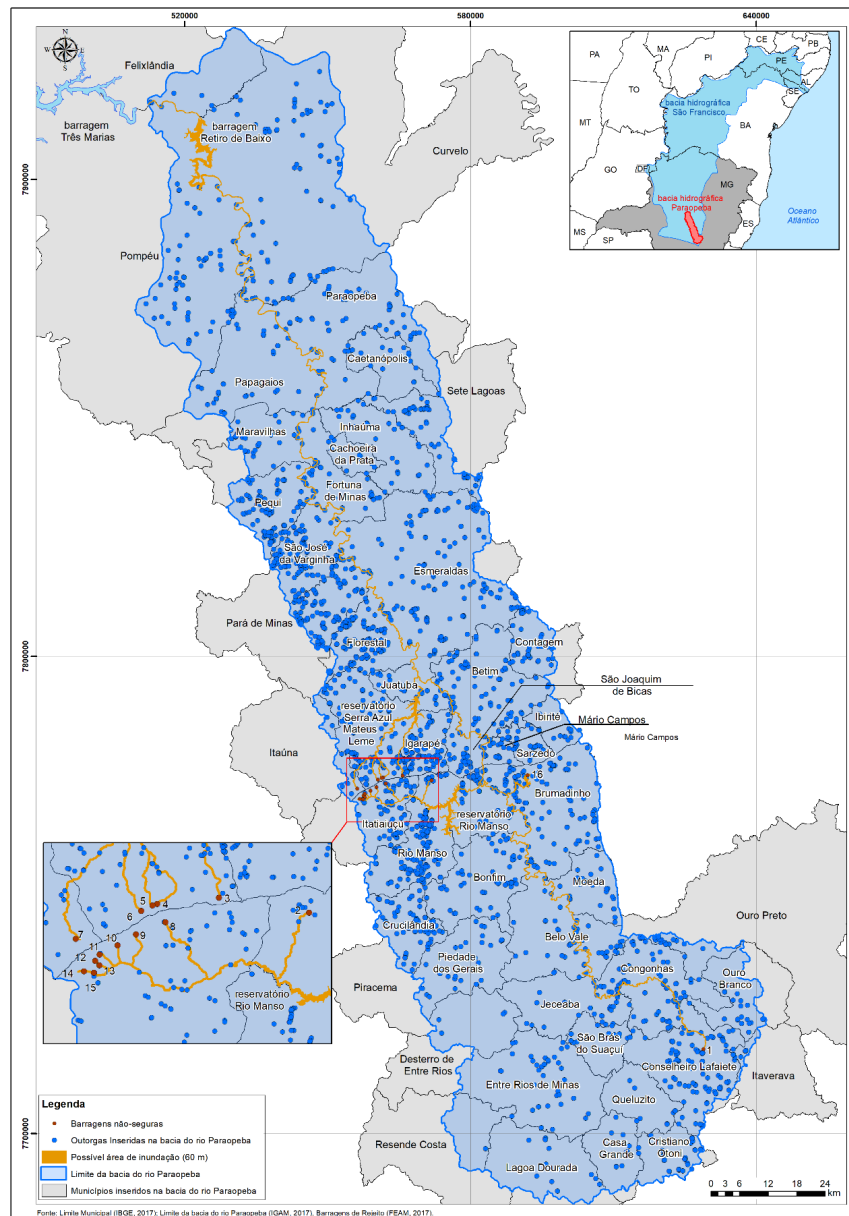 520000
580000
640000
7800000
7800000
7700000
N
W
E
S
Felixlândia
barragem
Três Marias
barragem
Retiro de Baixo
Curvelo
Pompéu
Paraopeba
Caetanópolis
Papagaios
Sete Lagoas
Maravilhas
Inhaúma
Cachoeira
da Prata
Fortuna
de Minas
Pequi
São José
da Varginha
Esmeraldas
Pará de Minas
Florestal
Contagem
Betim
Juatuba
São Joaquim
de Bicas
reservatório
Serra Azul
Mateus
Leme
Ibirité
Mário Campos
Mário Campos
Igarapé
Sarzedo
Itaúna
16
Brumadinho
Itatiaiuçu
reservatório
Rio Manso
Rio Manso
Bonfim
Moeda
Crucilândia
Belo Vale
Ouro Preto
Piedade
dos Gerais
Congonhas
Ouro
Branco
Piracema
Jeceaba
São Brás
do Suaçuí
1
Conselheiro Lafaiete
Desterro de
Entre Rios
Itaverava
Entre Rios de Minas
Queluzito
Resende Costa
Casa
Grande
Cristiano
Otoni
Lagoa Dourada
PA
MA
PI
CE
PB
PE
AL
SE
TO
bacia hidrográfica
São Francisco
BA
MT
GO
DF
MG
bacia hidrográfica
Paraopeba
ES
Oceano
Atlântico
MS
SP
5
4
3
2
6
8
7
9
10
11
12
13
14
15
reservatório
Rio Manso
Legenda
Barragens não-seguras
Outorgas Inseridas na bacia do rio Paraopeba
Possível área de inundação (60 m)
Limite da bacia do rio Paraopeba
Municípios inseridos na bacia do rio Paraopeba
0 3 6 12 18 24
km
Fonte: Limite Municipal (IBGE, 2017); Limite da bacia do rio Paraopeba (IGAM, 2017), Barragens de Rejeito (FEAM, 2017).